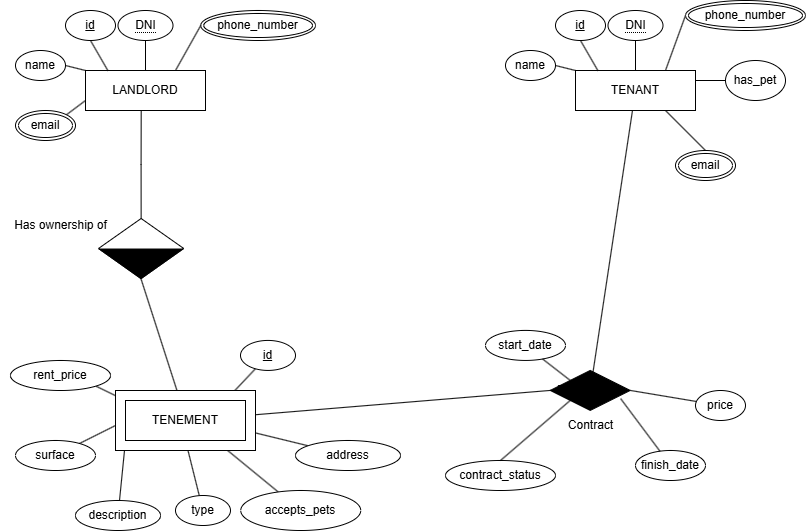 id
DNI
phone_number
name
LANDLORD
email
id
DNI
phone_number
name
TENANT
has_pet
email
Has ownership of
start_date
id
rent_price
TENEMENT
price
Contract
surface
address
contract_status
finish_date
description
type
accepts_pets